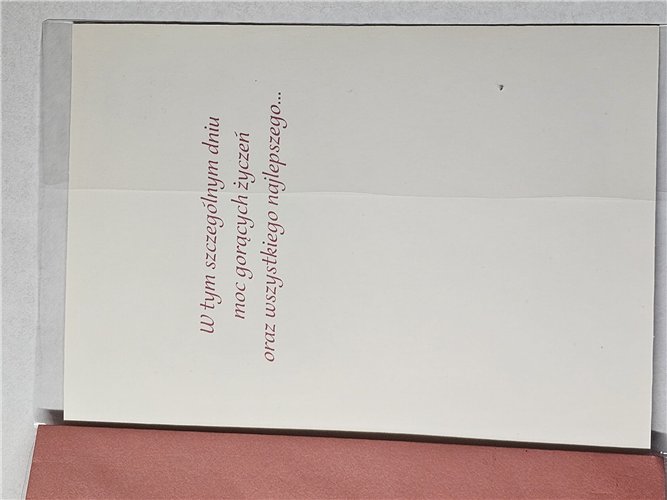 W tym szczególnym dniu
moc gorących życzeń
oraz wszystkiego najlepszego...